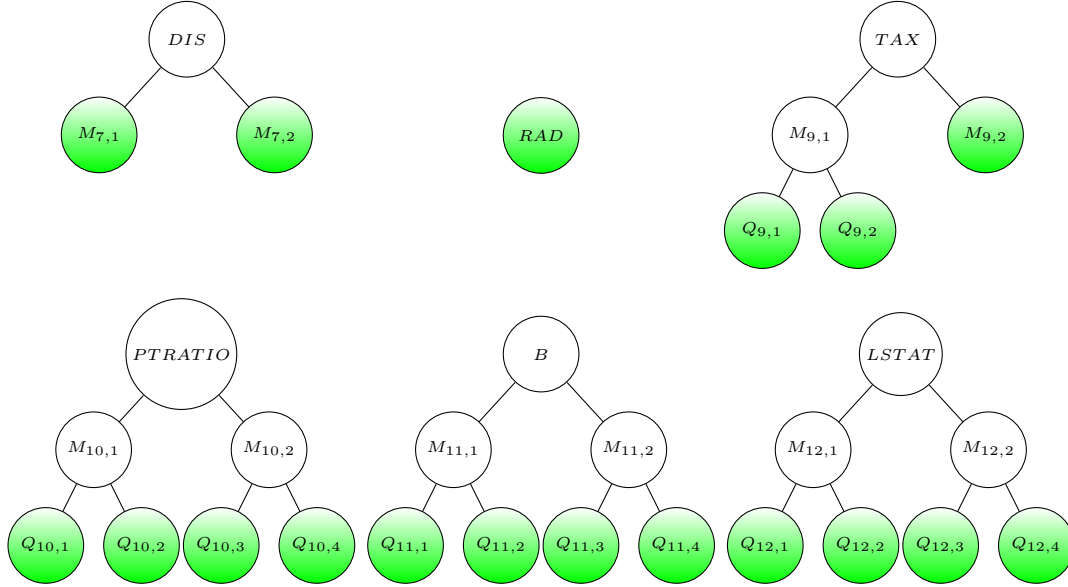 DIS
TAX
M7,1
M7,2
RAD
M9,1
M9,2
Q9,1
Q9,2
PTRATIO
B
LSTAT
M10,1
M10,2
M11,1
M11,2
M12,1
M12,2
Q10,1
Q10,2
Q10,3
Q10,4
Q11,1
Q11,2
Q11,3
Q11,4
Q12,1
Q12,2
Q12,3
Q12,4